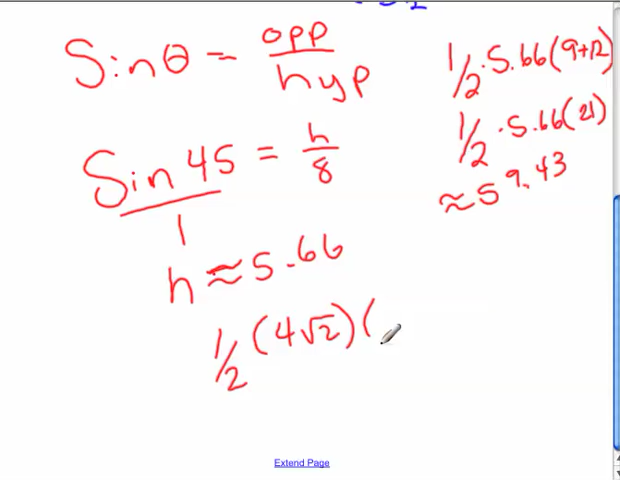 Sinθ = opp/hyp
Sin 45/1 = h/8
h ≈ 5.66
1/2 (4√2)(
1/2 · 5.66(9+12)
1/2 · 5.66(21)
≈ 59.43
Extend Page